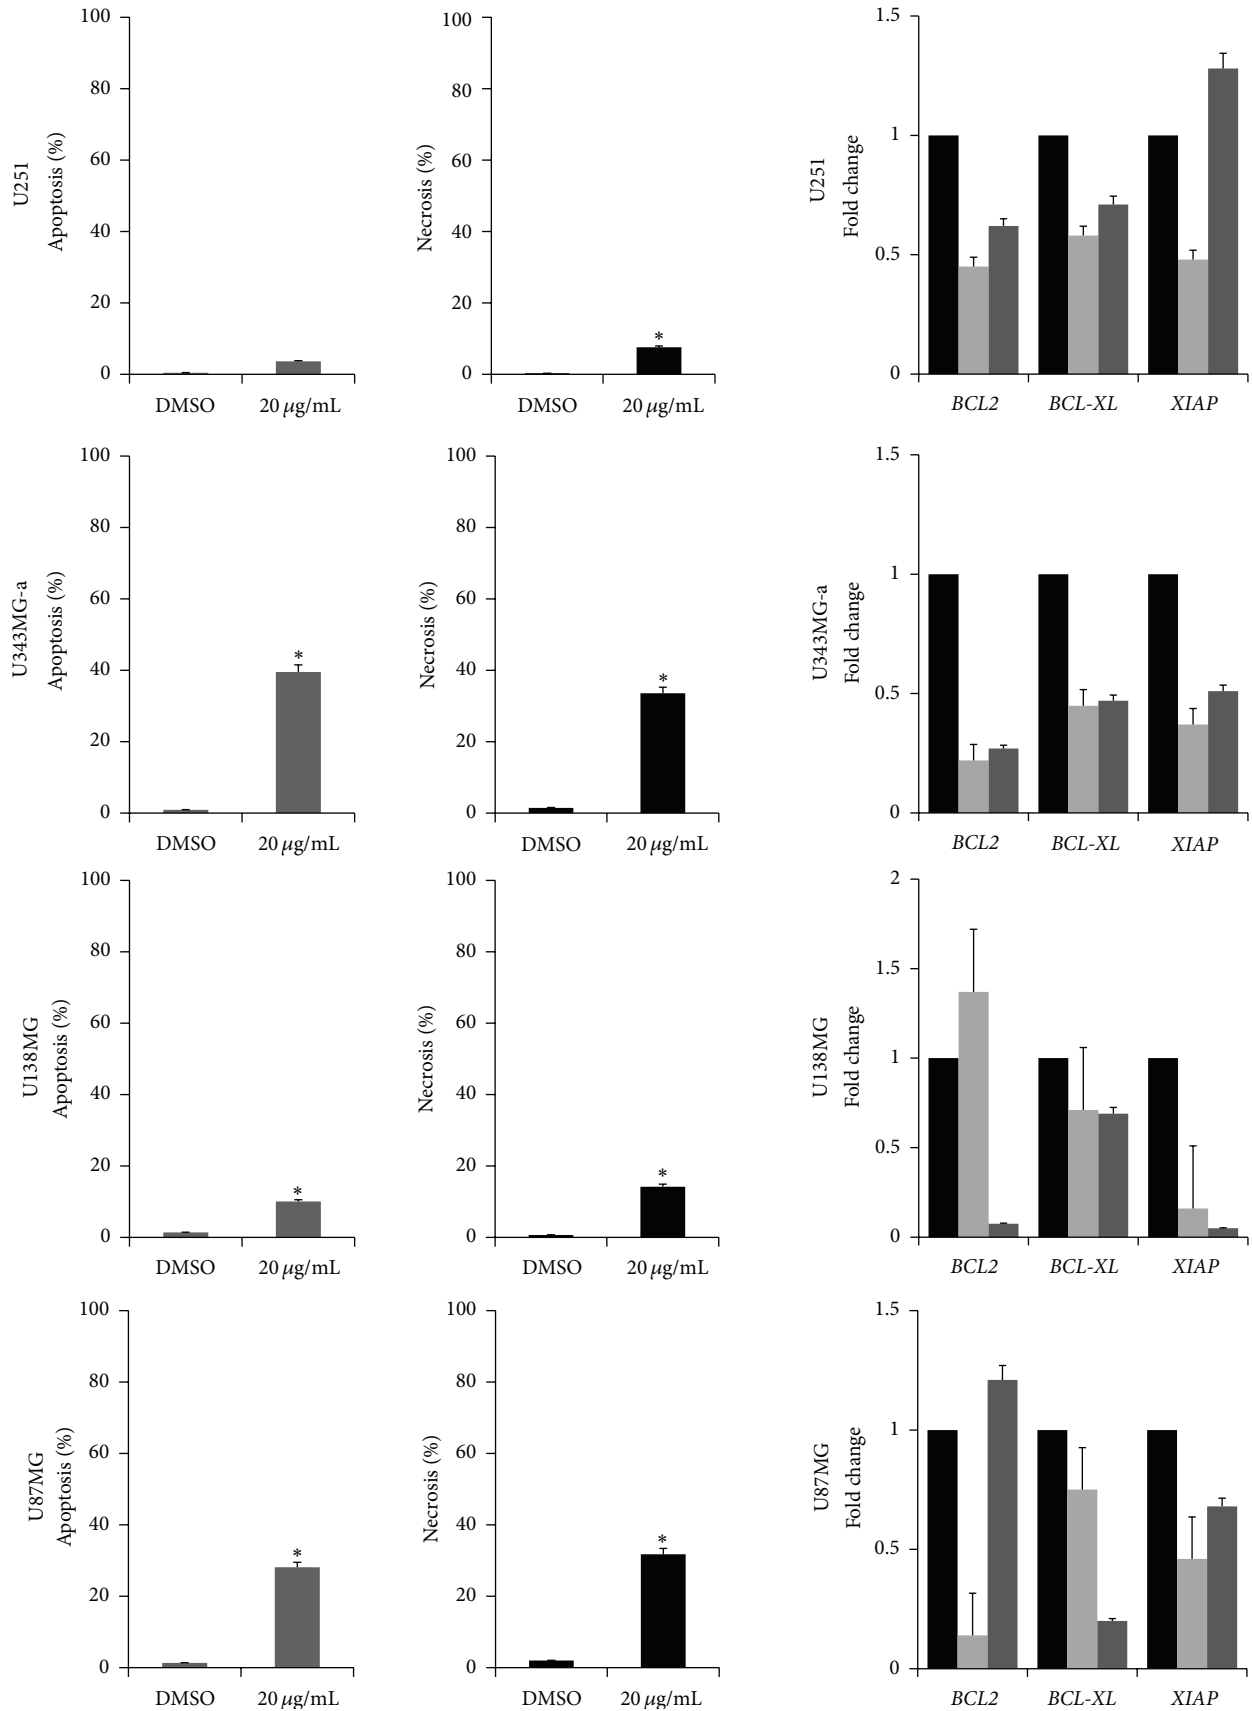 U251
Apoptosis (%)
100
80
60
40
20
0
DMSO 20 μg/mL
Necrosis (%)
100
80
60
40
20
0
*
DMSO 20 μg/mL
U251
Fold change
1.5
1
0.5
0
BCL2 BCL-XL XIAP
U343MG-a
Apoptosis (%)
100
80
60
40
20
0
*
DMSO 20 μg/mL
Necrosis (%)
100
80
60
40
20
0
*
DMSO 20 μg/mL
U343MG-a
Fold change
1.5
1
0.5
0
BCL2 BCL-XL XIAP
U138MG
Apoptosis (%)
100
80
60
40
20
0
*
DMSO 20 μg/mL
Necrosis (%)
100
80
60
40
20
0
*
DMSO 20 μg/mL
U138MG
Fold change
2
1.5
1
0.5
0
BCL2 BCL-XL XIAP
U87MG
Apoptosis (%)
100
80
60
40
20
0
*
DMSO 20 μg/mL
Necrosis (%)
100
80
60
40
20
0
*
DMSO 20 μg/mL
U87MG
Fold change
1.5
1
0.5
0
BCL2 BCL-XL XIAP